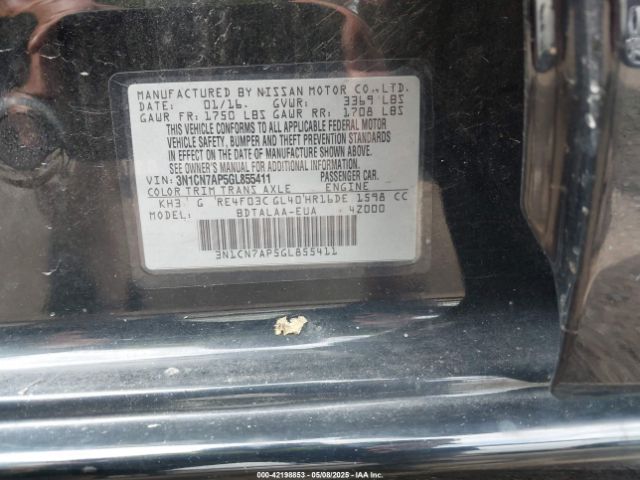 MANUFACTURED BY NISSAN MOTOR CO., LTD.
DATE: 01/16. GVWR: 3369 LBS
GAWR FR: 1750 LBS GAWR RR: 1708 LBS
THIS VEHICLE CONFORMS TO ALL APPLICABLE FEDERAL MOTOR
VEHICLE SAFETY, BUMPER, AND THEFT PREVENTION STANDARDS
IN EFFECT ON THE DATE OF MANUFACTURE SHOWN ABOVE.
SEE OWNER'S MANUAL FOR ADDITIONAL INFORMATION
VIN: 3N1CN7AP5GL855411 PASSENGER CAR.
COLOR TRIM TRANS AXLE ENGINE
KH3 G RE4F03C GL40 HR16DE 1598 CC
MODEL: BDTALAA-EUA 4Z000
3N1CN7AP5GL855411
000-42198853 - 05/08/2025 - IAAI.COM